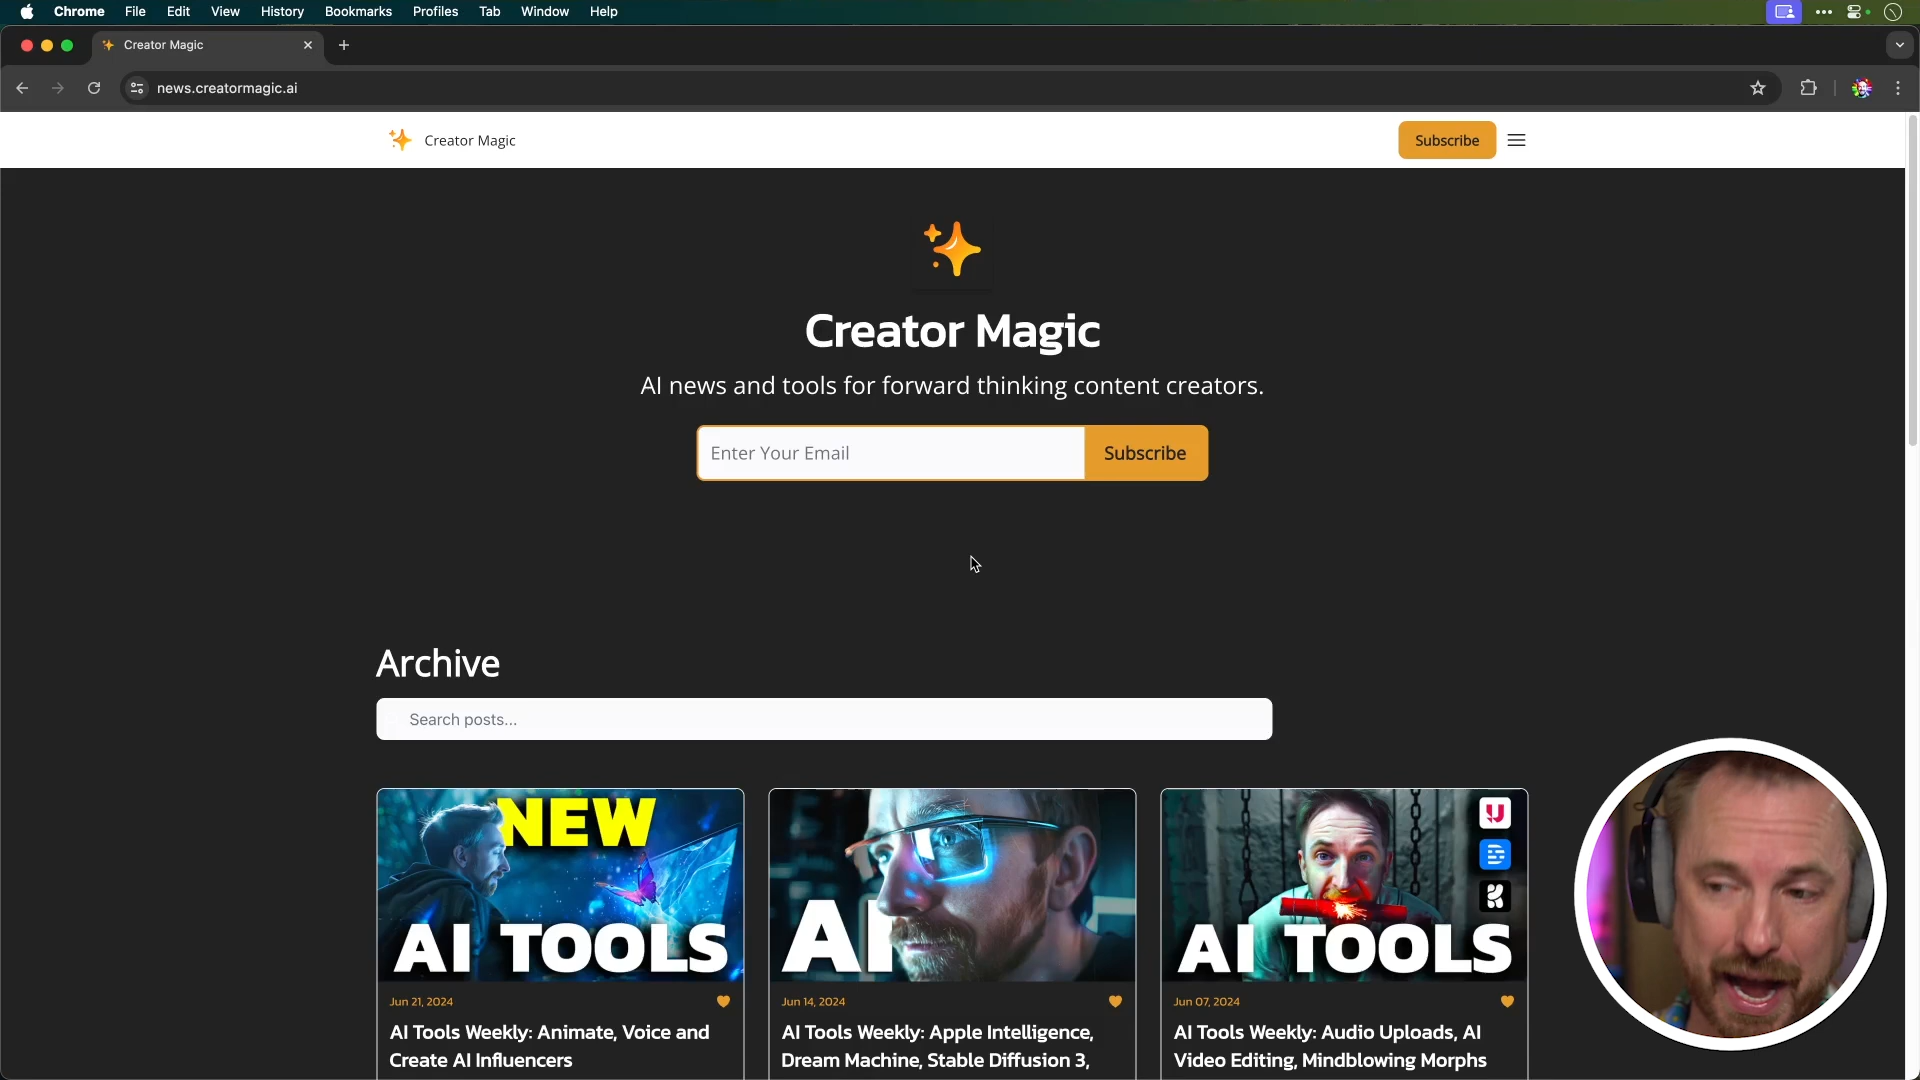 Chrome File Edit View History Bookmarks Profiles Tab Window Help
Creator Magic
news.creatormagic.ai
Creator Magic
Subscribe
Creator Magic
AI news and tools for forward thinking content creators.
Enter Your Email
Subscribe
Archive
Search posts...
NEW
AI TOOLS
Jun 21, 2024
AI Tools Weekly: Animate, Voice and
Create AI Influencers
AI
Jun 14, 2024
AI Tools Weekly: Apple Intelligence,
Dream Machine, Stable Diffusion 3,
AI TOOLS
Jun 07, 2024
AI Tools Weekly: Audio Uploads, AI
Video Editing, Mindblowing Morphs